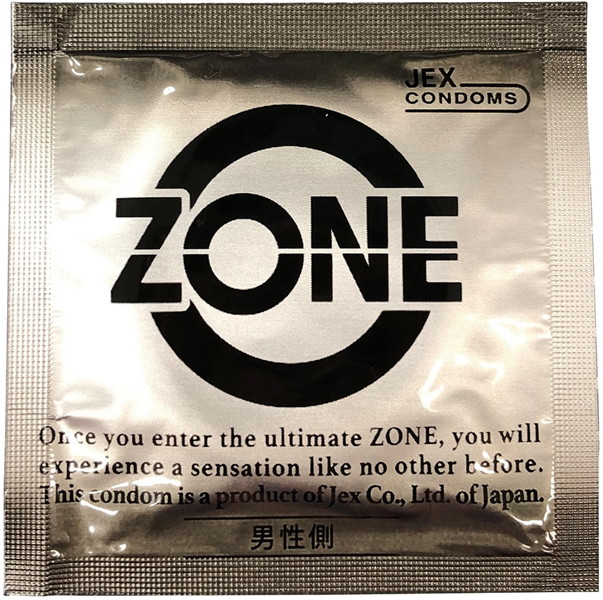 JEX
CONDOMS
ZONE
Once you enter the ultimate ZONE, you will
experience a sensation like no other before.
This condom is a product of Jex Co., Ltd. of Japan.
男性側